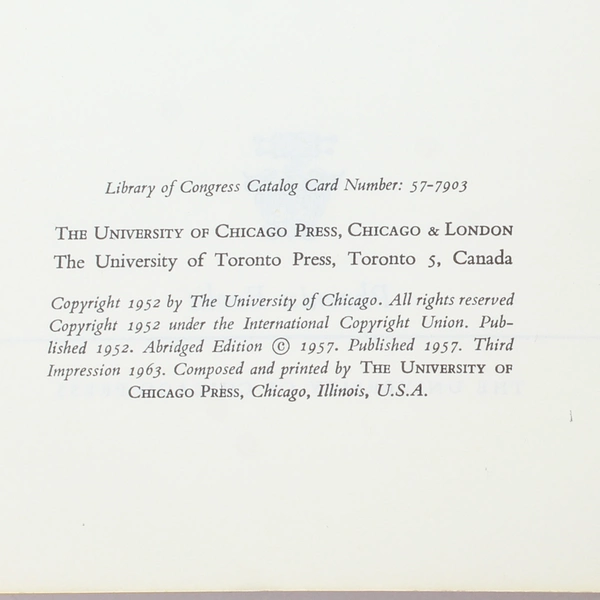 Library of Congress Catalog Card Number: 57-7903
THE UNIVERSITY OF CHICAGO PRESS, CHICAGO & LONDON
The University of Toronto Press, Toronto 5, Canada
Copyright 1952 by The University of Chicago. All rights reserved
Copyright 1952 under the International Copyright Union. Pub-
lished 1952. Abridged Edition © 1957. Published 1957. Third
Impression 1963. Composed and printed by THE UNIVERSITY OF
CHICAGO PRESS, Chicago, Illinois, U.S.A.